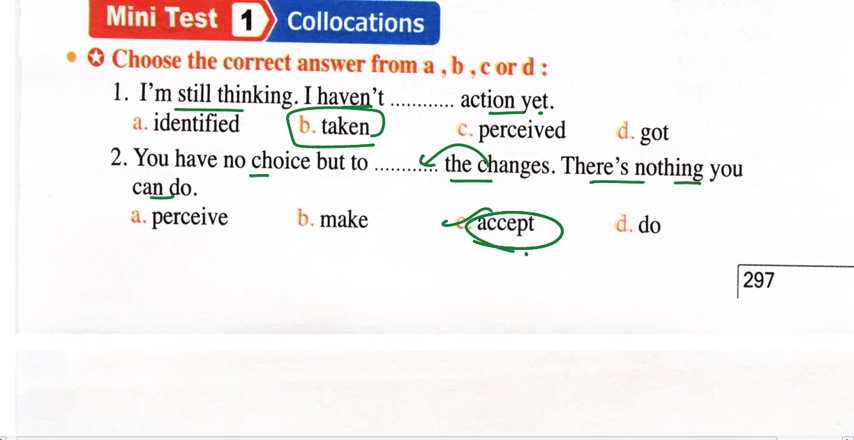 Mini Test 1 Collocations
Choose the correct answer from a , b , c or d :
1. I'm still thinking. I haven't ............ action yet.
a. identified b. taken c. perceived d. got
2. You have no choice but to ............ the changes. There's nothing you
can do.
a. perceive b. make c. accept d. do
297